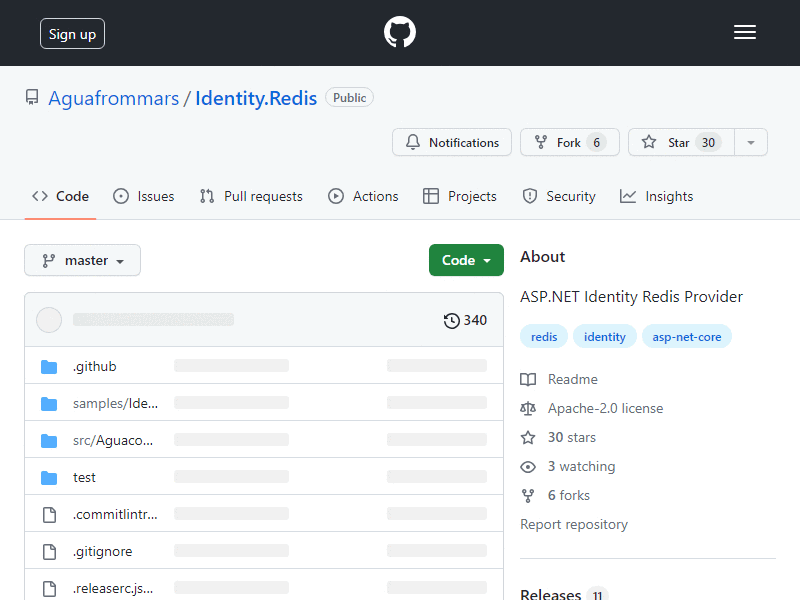 Sign up
Aguafrommars / Identity.Redis Public
Notifications Fork 6 Star 30
Code Issues Pull requests Actions Projects Security Insights
master Code
340
.github
samples/Ide...
src/Aguaco...
test
.commitlintr...
.gitignore
.releaserc.js...
About
ASP.NET Identity Redis Provider
redis identity asp-net-core
Readme
Apache-2.0 license
30 stars
3 watching
6 forks
Report repository
Releases 11